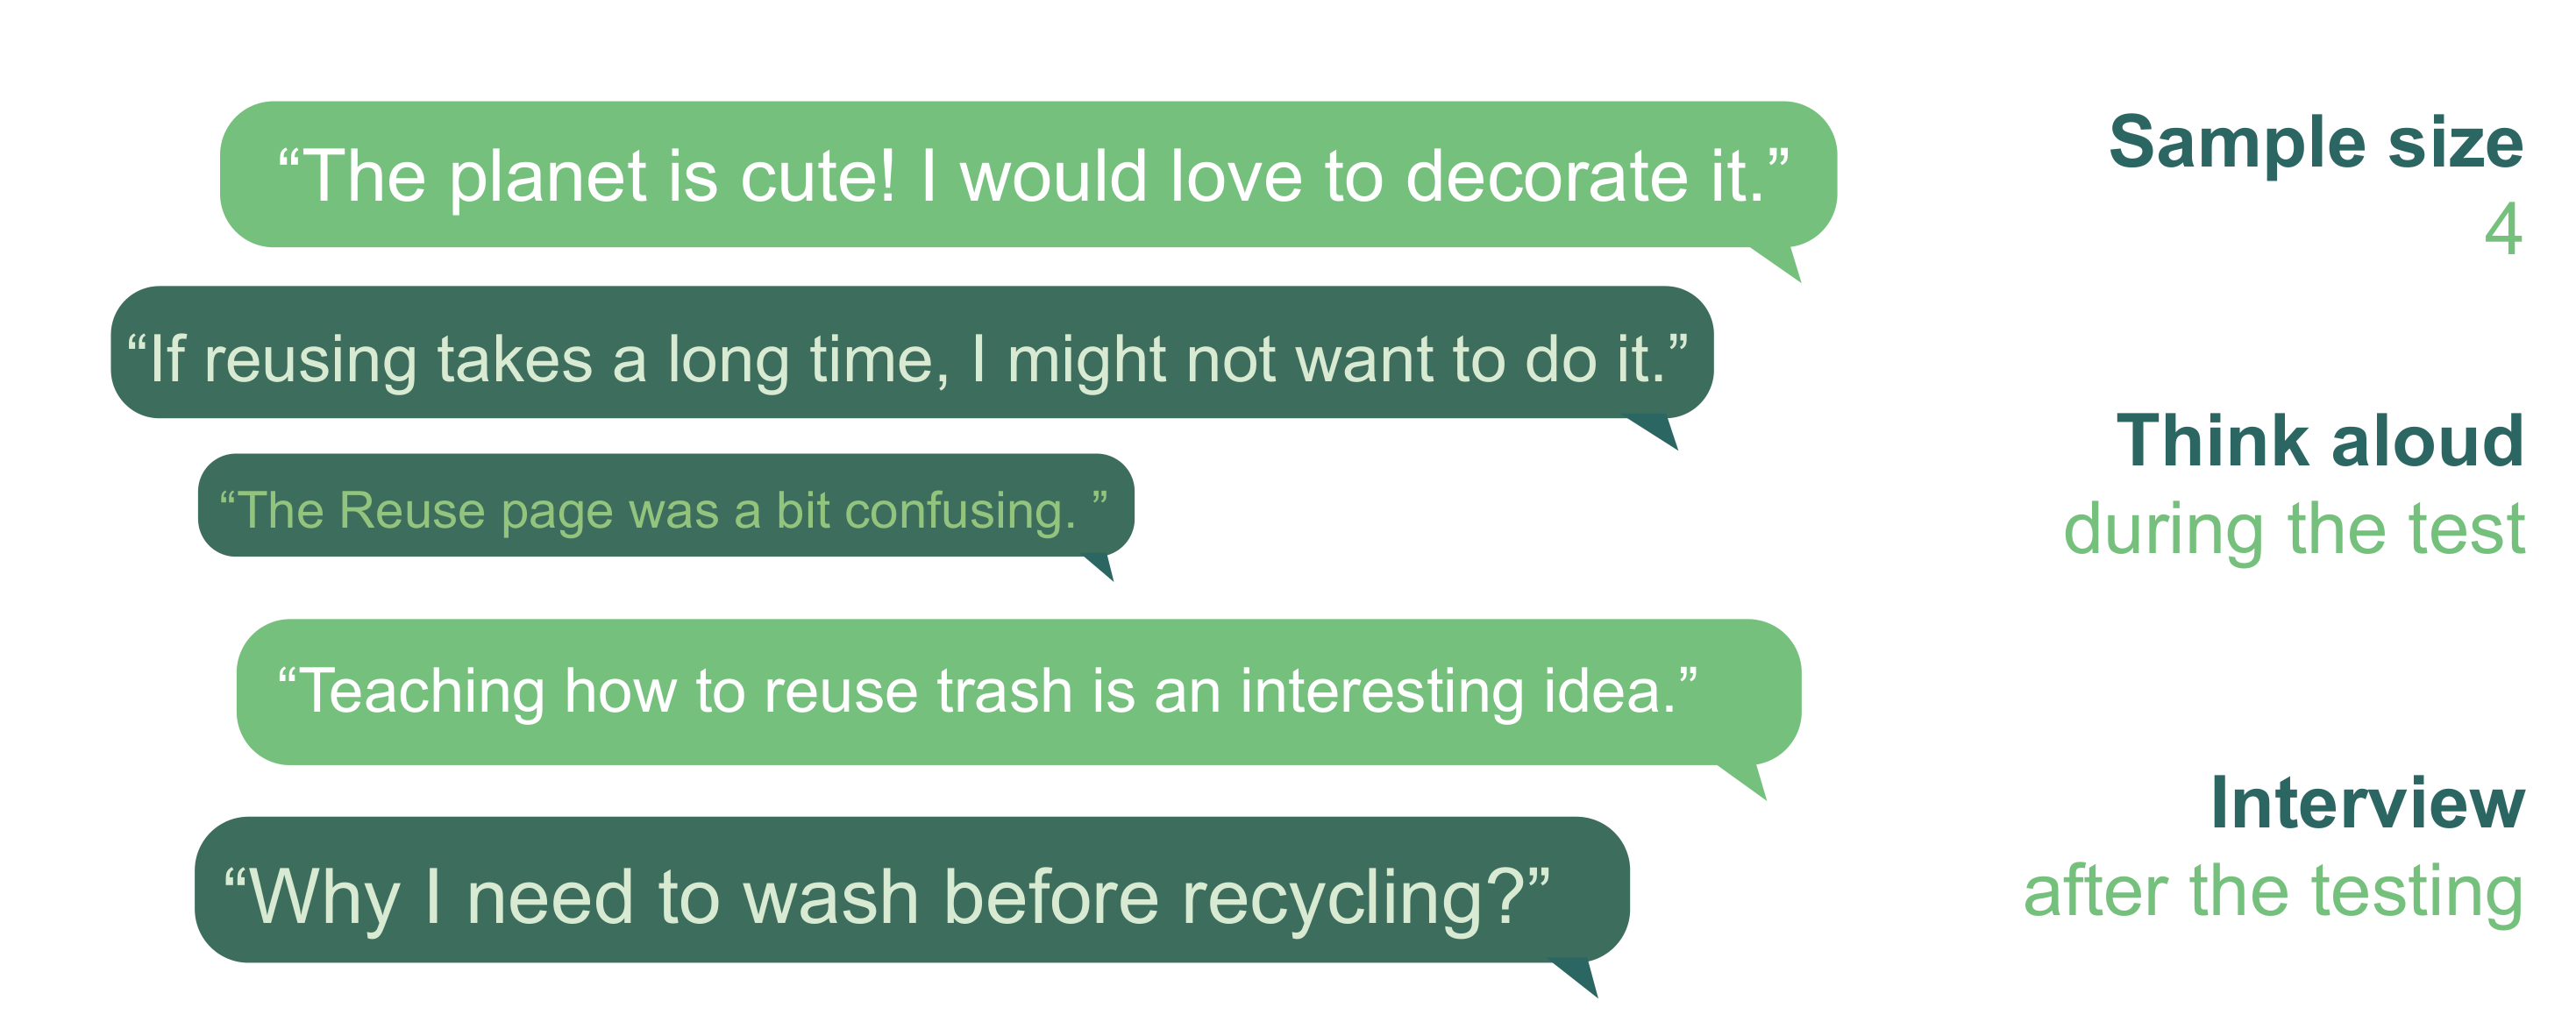 “The planet is cute! I would love to decorate it.”
“If reusing takes a long time, I might not want to do it.”
“The Reuse page was a bit confusing. ”
“Teaching how to reuse trash is an interesting idea.”
“Why I need to wash before recycling?”
Sample size
4
Think aloud
during the test
Interview
after the testing